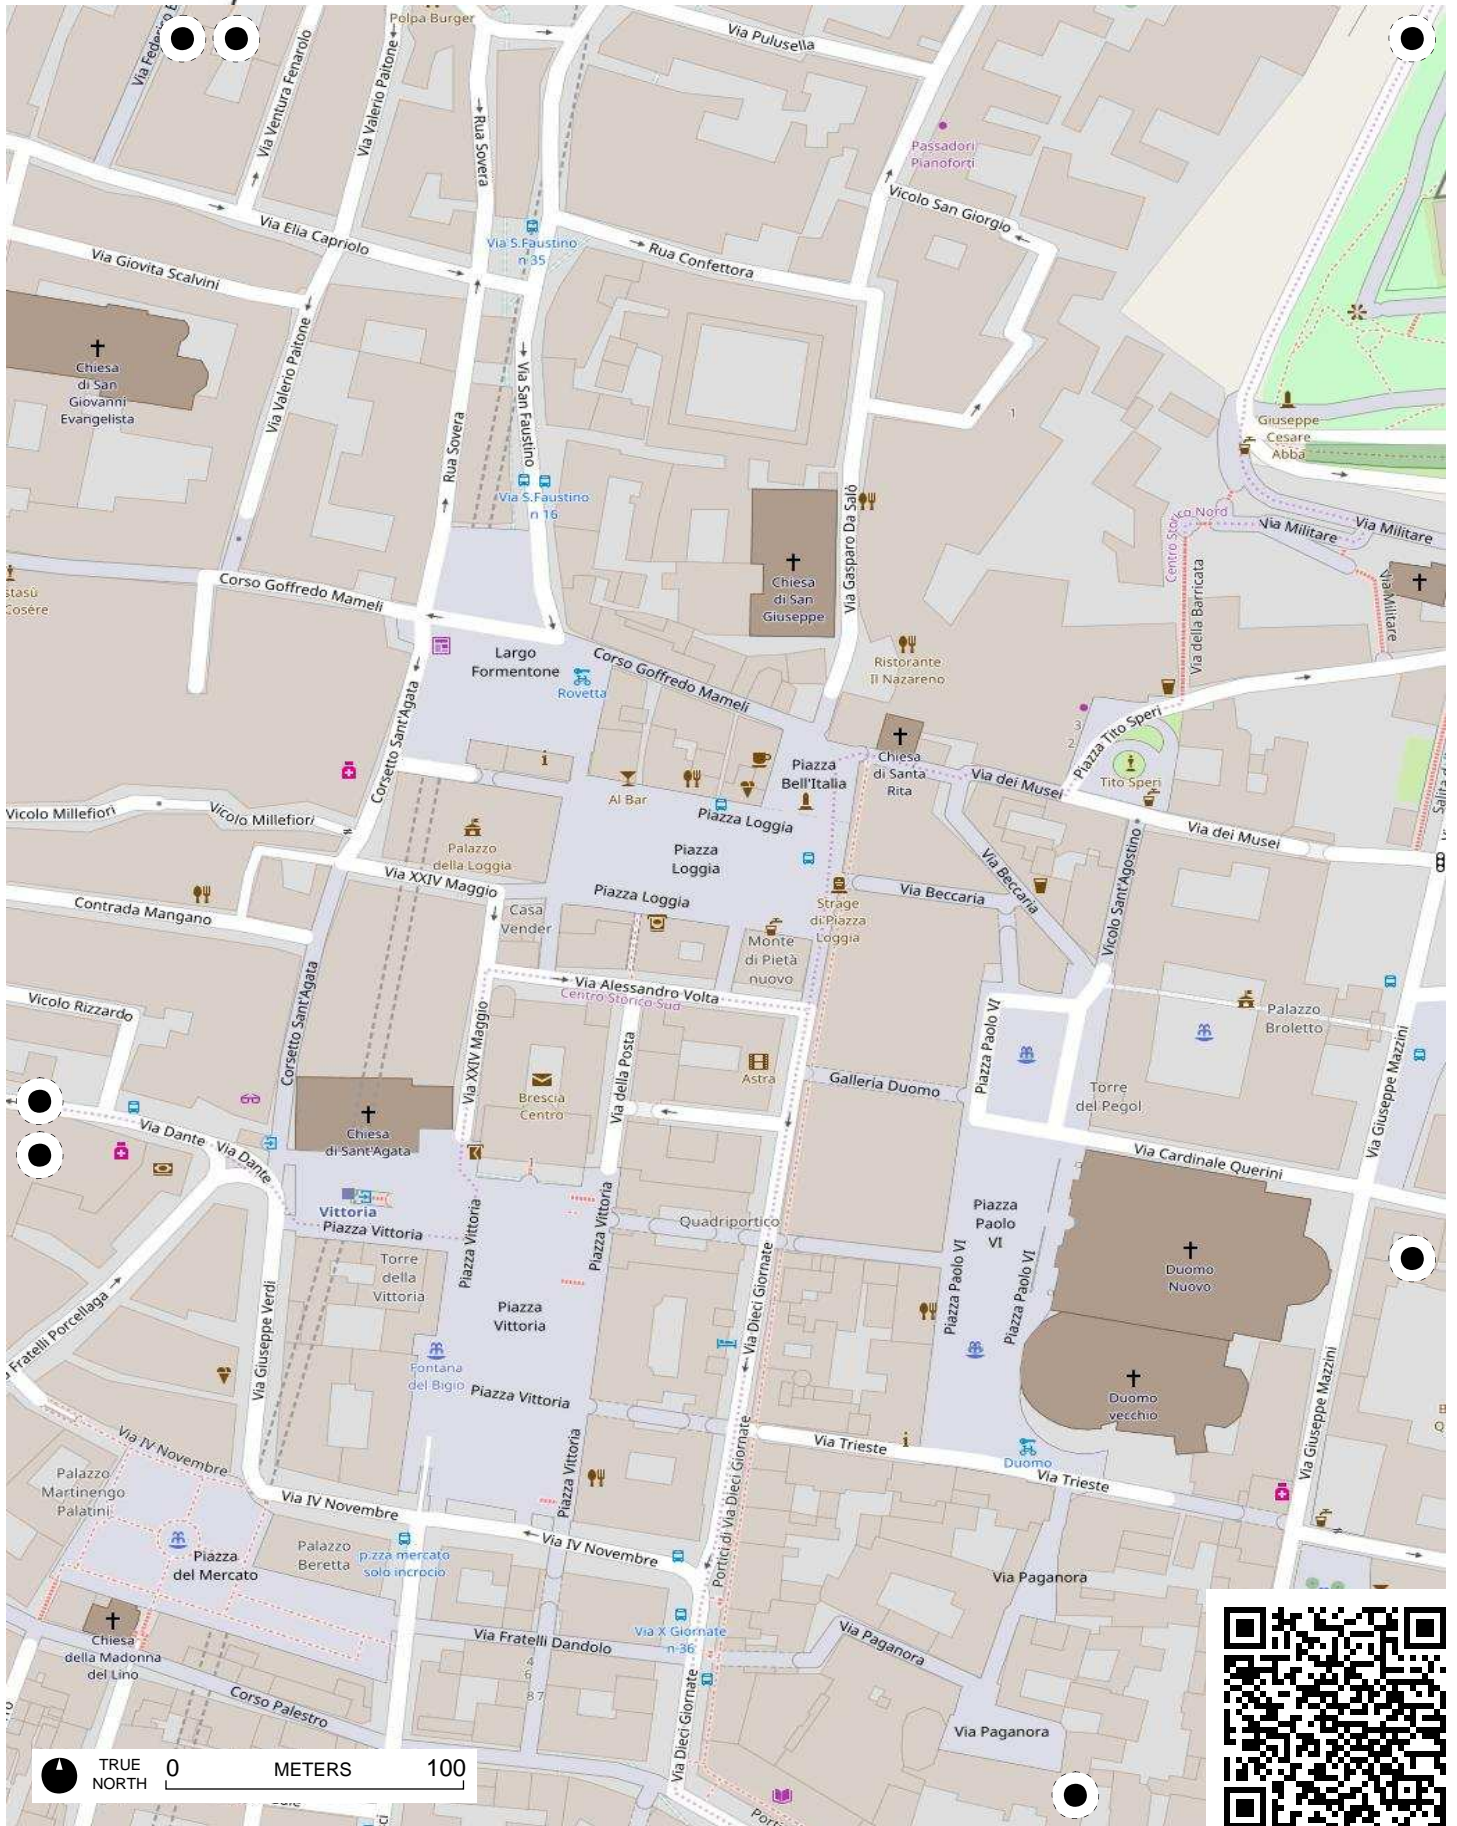 Polpa Burger
Via Pulusella
Via Ventura Fenarolo
Via Valerio Paitone
Rua Sovera
Passadori
Pianoforti
Vicolo San Giorgio
Via Elia Capriolo
Via S.Faustino
n 35
Rua Confettora
Via Giovita Scalvini
Via Valerio Paitone
Chiesa
di San
Giovanni
Evangelista
Via San Faustino
Rua Sovera
1
Giuseppe
Cesare
Abba
Via S.Faustino
n 16
Via Gasparo Da Salò
Centro Storico Nord
Via Militare
Via Militare
Via Militare
Chiesa
di San
Giuseppe
Via della Barricata
stasù
Cosère
Corso Goffredo Mameli
Largo
Formentone
Rovetta
Corso Goffredo Mameli
Ristorante
Il Nazareno
Corsetto Sant'Agata
3
2
Piazza Tito Speri
Tito Speri
Chiesa
di Santa
Rita
Piazza
Bell'Italia
Via dei Musei
Via dei Musei
Al Bar
Piazza Loggia
Vicolo Millefiori
Vicolo Millefiori
Palazzo
della Loggia
Piazza
Loggia
Via XXIV Maggio
Piazza Loggia
Via Beccaria
Via Beccaria
Vicolo Sant'Agostino
Strage
di Piazza
Loggia
Contrada Mangano
Casa
Vender
Monte
di Pietà
nuovo
Corsetto Sant'Agata
Via Alessandro Volta
Centro Storico Sud
Vicolo Rizzardo
Via XXIV Maggio
Via della Posta
Piazza Paolo VI
Palazzo
Broletto
Via Giuseppe Mazzini
Astra
Galleria Duomo
Brescia
Centro
Torre
del Pegol
Via Dante
Via Dante
Chiesa
di Sant'Agata
1
Via Cardinale Querini
Vittoria
Piazza Vittoria
Piazza Vittoria
Piazza Vittoria
Quadriportico
Piazza
Paolo
VI
Piazza Paolo VI
Piazza Paolo VI
Duomo
Nuovo
Torre
della
Vittoria
Via Dieci Giornate
Piazza
Vittoria
Fratelli Porcellaga
Via Giuseppe Verdi
Fontana
del Bigio
Piazza Vittoria
Duomo
vecchio
Via Giuseppe Mazzini
Via Trieste
Duomo
Via Trieste
Via IV Novembre
Palazzo
Martinengo
Palatini
Piazza Vittoria
Portici di Via Dieci Giornate
Via IV Novembre
Via IV Novembre
Piazza
del Mercato
Palazzo
Beretta
p.zza mercato
solo incrocio
Via Paganora
Chiesa
della Madonna
del Lino
Via Fratelli Dandolo
Via X Giornate
n 36
Via Paganora
4
6
8 7
Corso Palestro
Via Dieci Giornate
Via Paganora
TRUE
NORTH
0 METERS 100